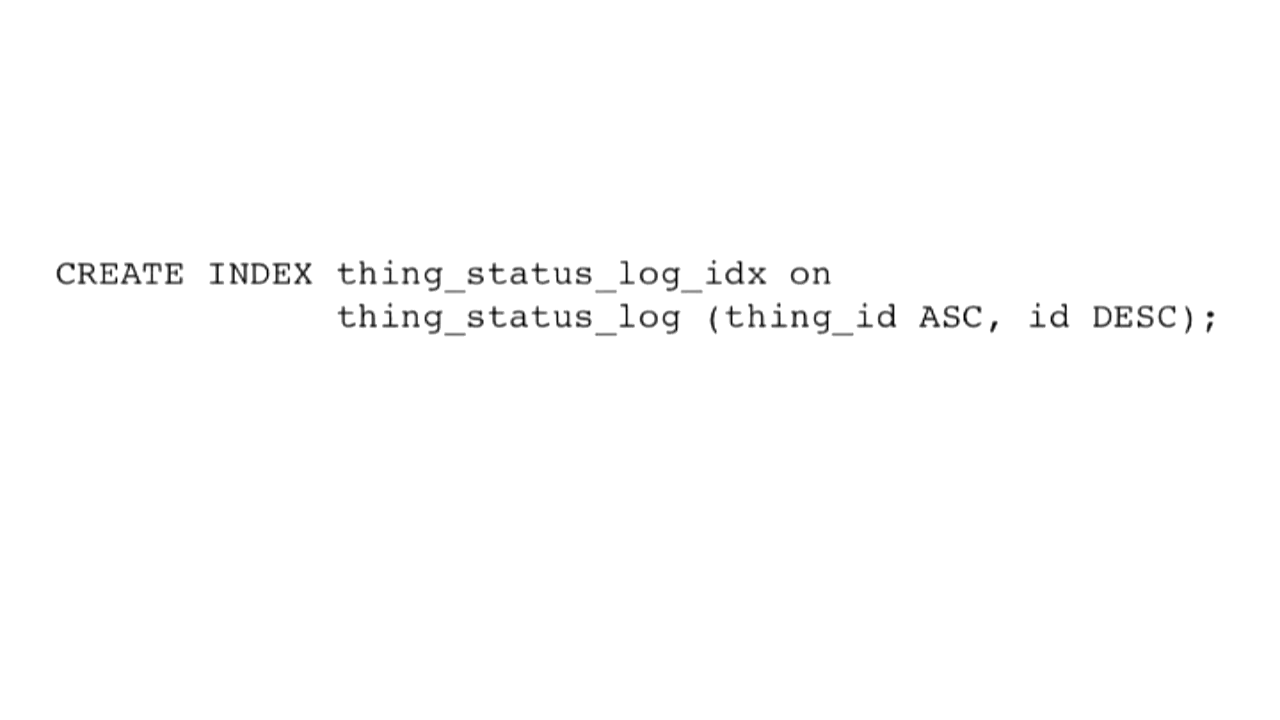 CREATE INDEX thing_status_log_idx on
thing_status_log (thing_id ASC, id DESC);